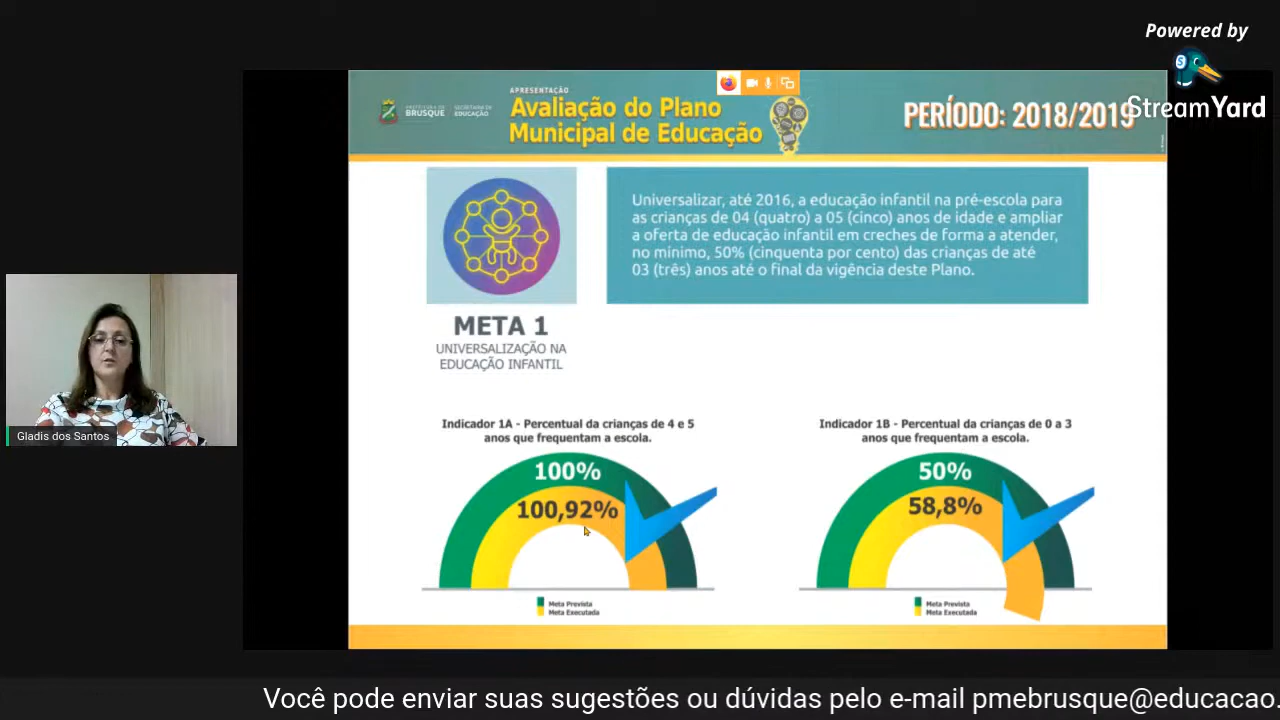 Powered by
StreamYard
PREFEITURA DE
BRUSQUE
SECRETARIA DE
EDUCAÇÃO
APRESENTAÇÃO
Avaliação do Plano
Municipal de Educação
PERÍODO: 2018/2019
Universalizar, até 2016, a educação infantil na pré-escola para
as crianças de 04 (quatro) a 05 (cinco) anos de idade e ampliar
a oferta de educação infantil em creches de forma a atender,
no mínimo, 50% (cinquenta por cento) das crianças de até
03 (três) anos até o final da vigência deste Plano.
META 1
UNIVERSALIZAÇÃO NA
EDUCAÇÃO INFANTIL
Indicador 1A - Percentual da crianças de 4 e 5
anos que frequentam a escola.
100%
100,92%
Meta Prevista
Meta Executada
Indicador 1B - Percentual da crianças de 0 a 3
anos que frequentam a escola.
50%
58,8%
Meta Prevista
Meta Executada
Gladis dos Santos
Você pode enviar suas sugestões ou dúvidas pelo e-mail pmebrusque@educacao.